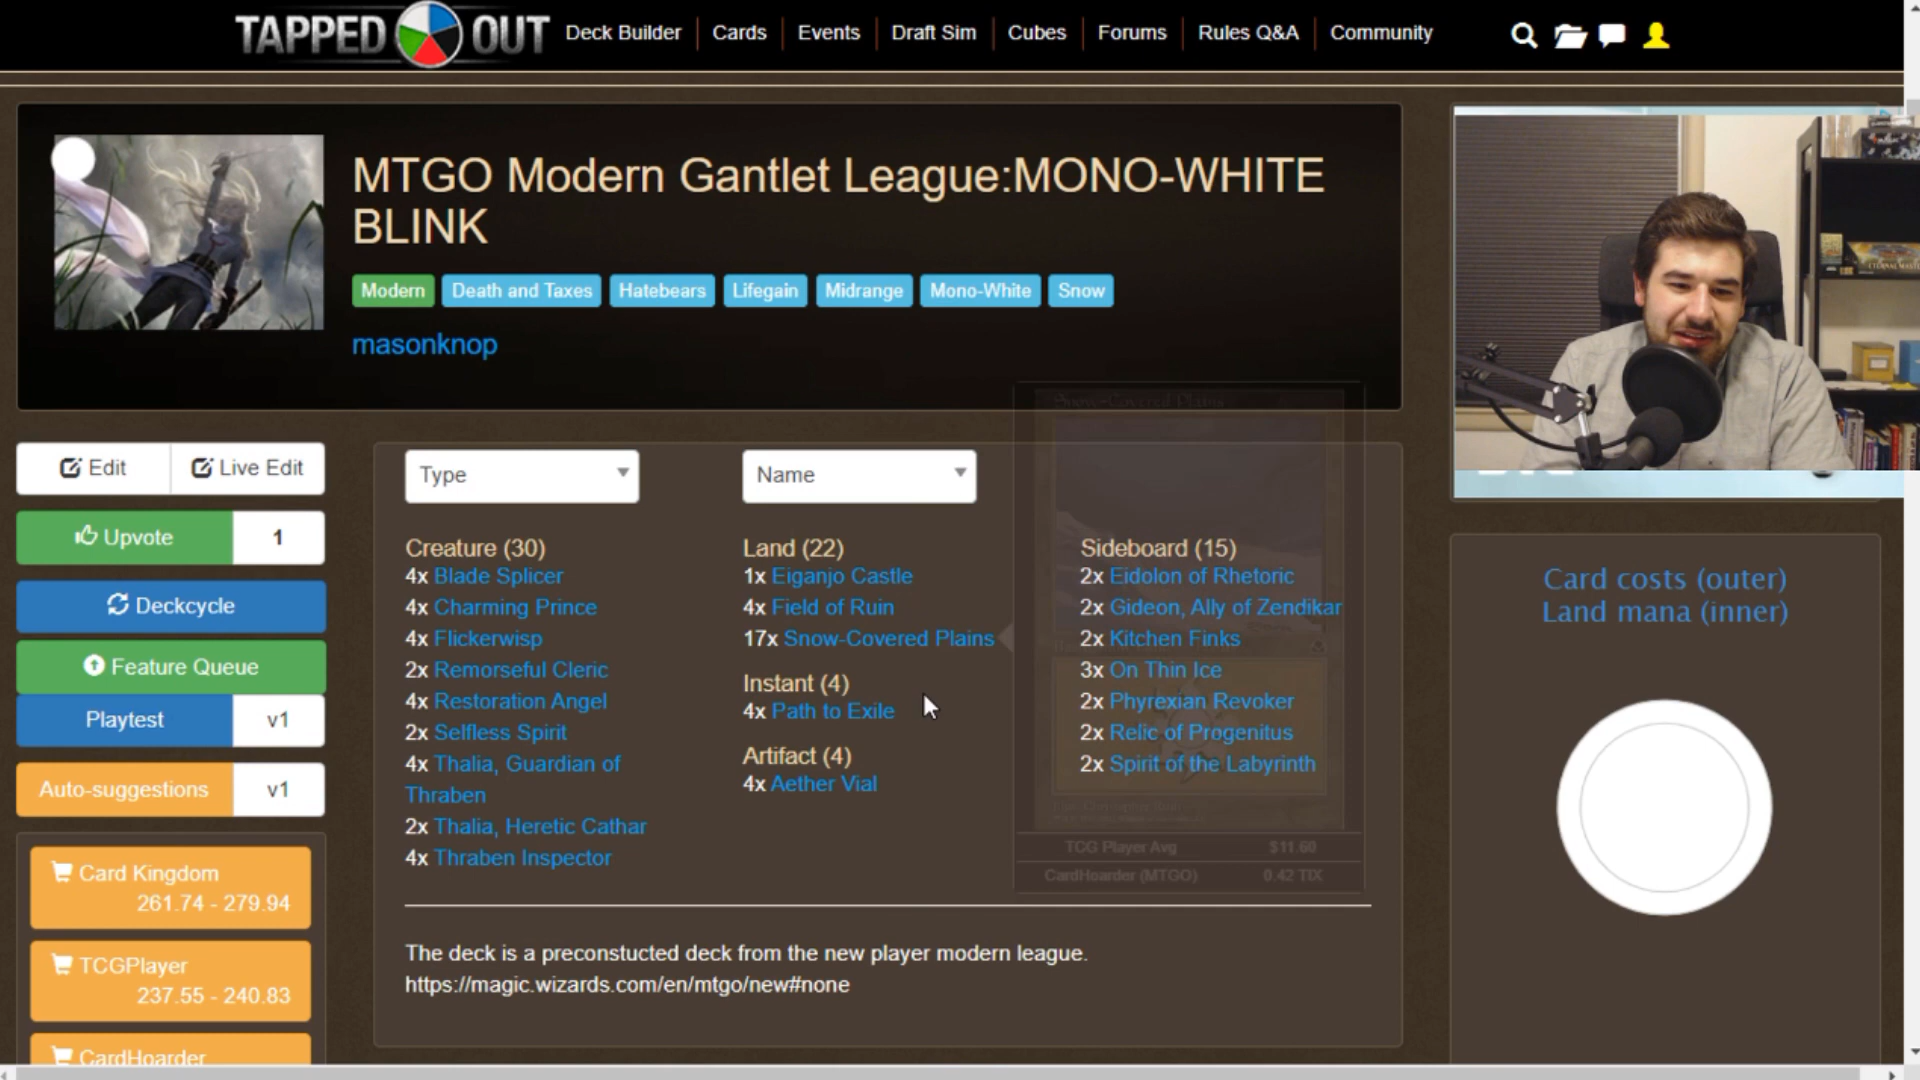 TAPPED OUT
Deck Builder
Cards
Events
Draft Sim
Cubes
Forums
Rules Q&A
Community
MTGO Modern Gantlet League:MONO-WHITE
BLINK
Modern
Death and Taxes
Hatebears
Lifegain
Midrange
Mono-White
Snow
masonknop
Edit
Live Edit
Upvote
1
Deckcycle
Feature Queue
Playtest
v1
Auto-suggestions
v1
Card Kingdom
261.74 - 279.94
TCGPlayer
237.55 - 240.83
CardHoarder
Type
Name
Creature (30)
4x Blade Splicer
4x Charming Prince
4x Flickerwisp
2x Remorseful Cleric
4x Restoration Angel
2x Selfless Spirit
4x Thalia, Guardian of
Thraben
2x Thalia, Heretic Cathar
4x Thraben Inspector
Land (22)
1x Eiganjo Castle
4x Field of Ruin
17x Snow-Covered Plains
Instant (4)
4x Path to Exile
Artifact (4)
4x Aether Vial
Snow-Covered Plains
Sideboard (15)
2x Eidolon of Rhetoric
2x Gideon, Ally of Zendikar
2x Kitchen Finks
3x On Thin Ice
2x Phyrexian Revoker
2x Relic of Progenitus
2x Spirit of the Labyrinth
TCG Player Avg $11.60
CardHoarder (MTGO) 0.42 TIX
The deck is a preconstucted deck from the new player modern league.
https://magic.wizards.com/en/mtgo/new#none
Card costs (outer)
Land mana (inner)